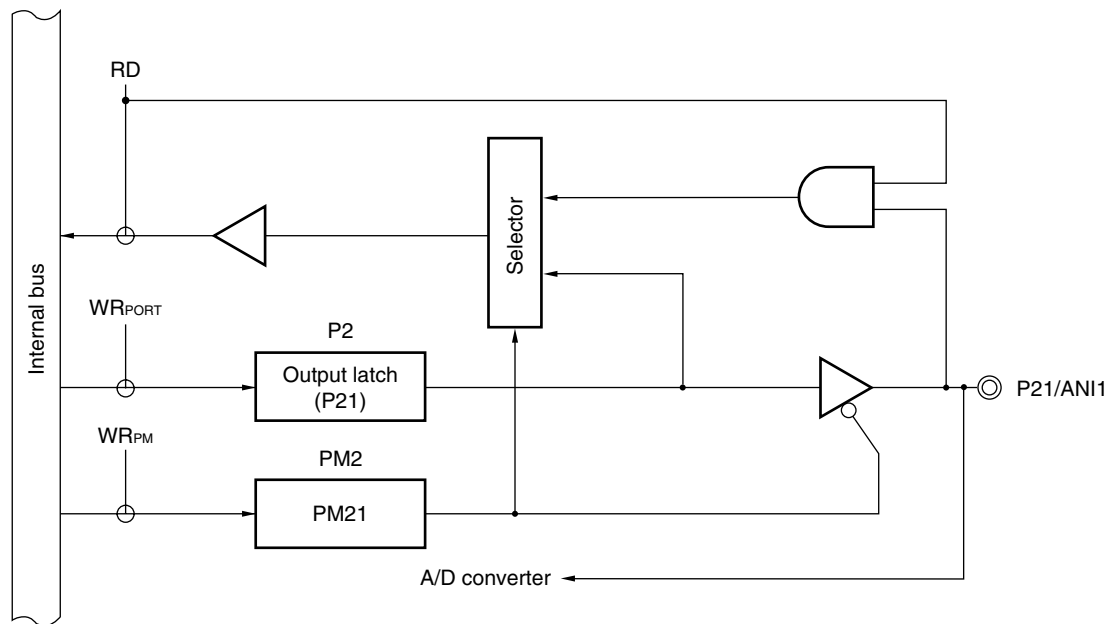 RD
Selector
Internal bus
WRPORT
P2
Output latch
(P21)
P21/ANI1
WRPM
PM2
PM21
A/D converter